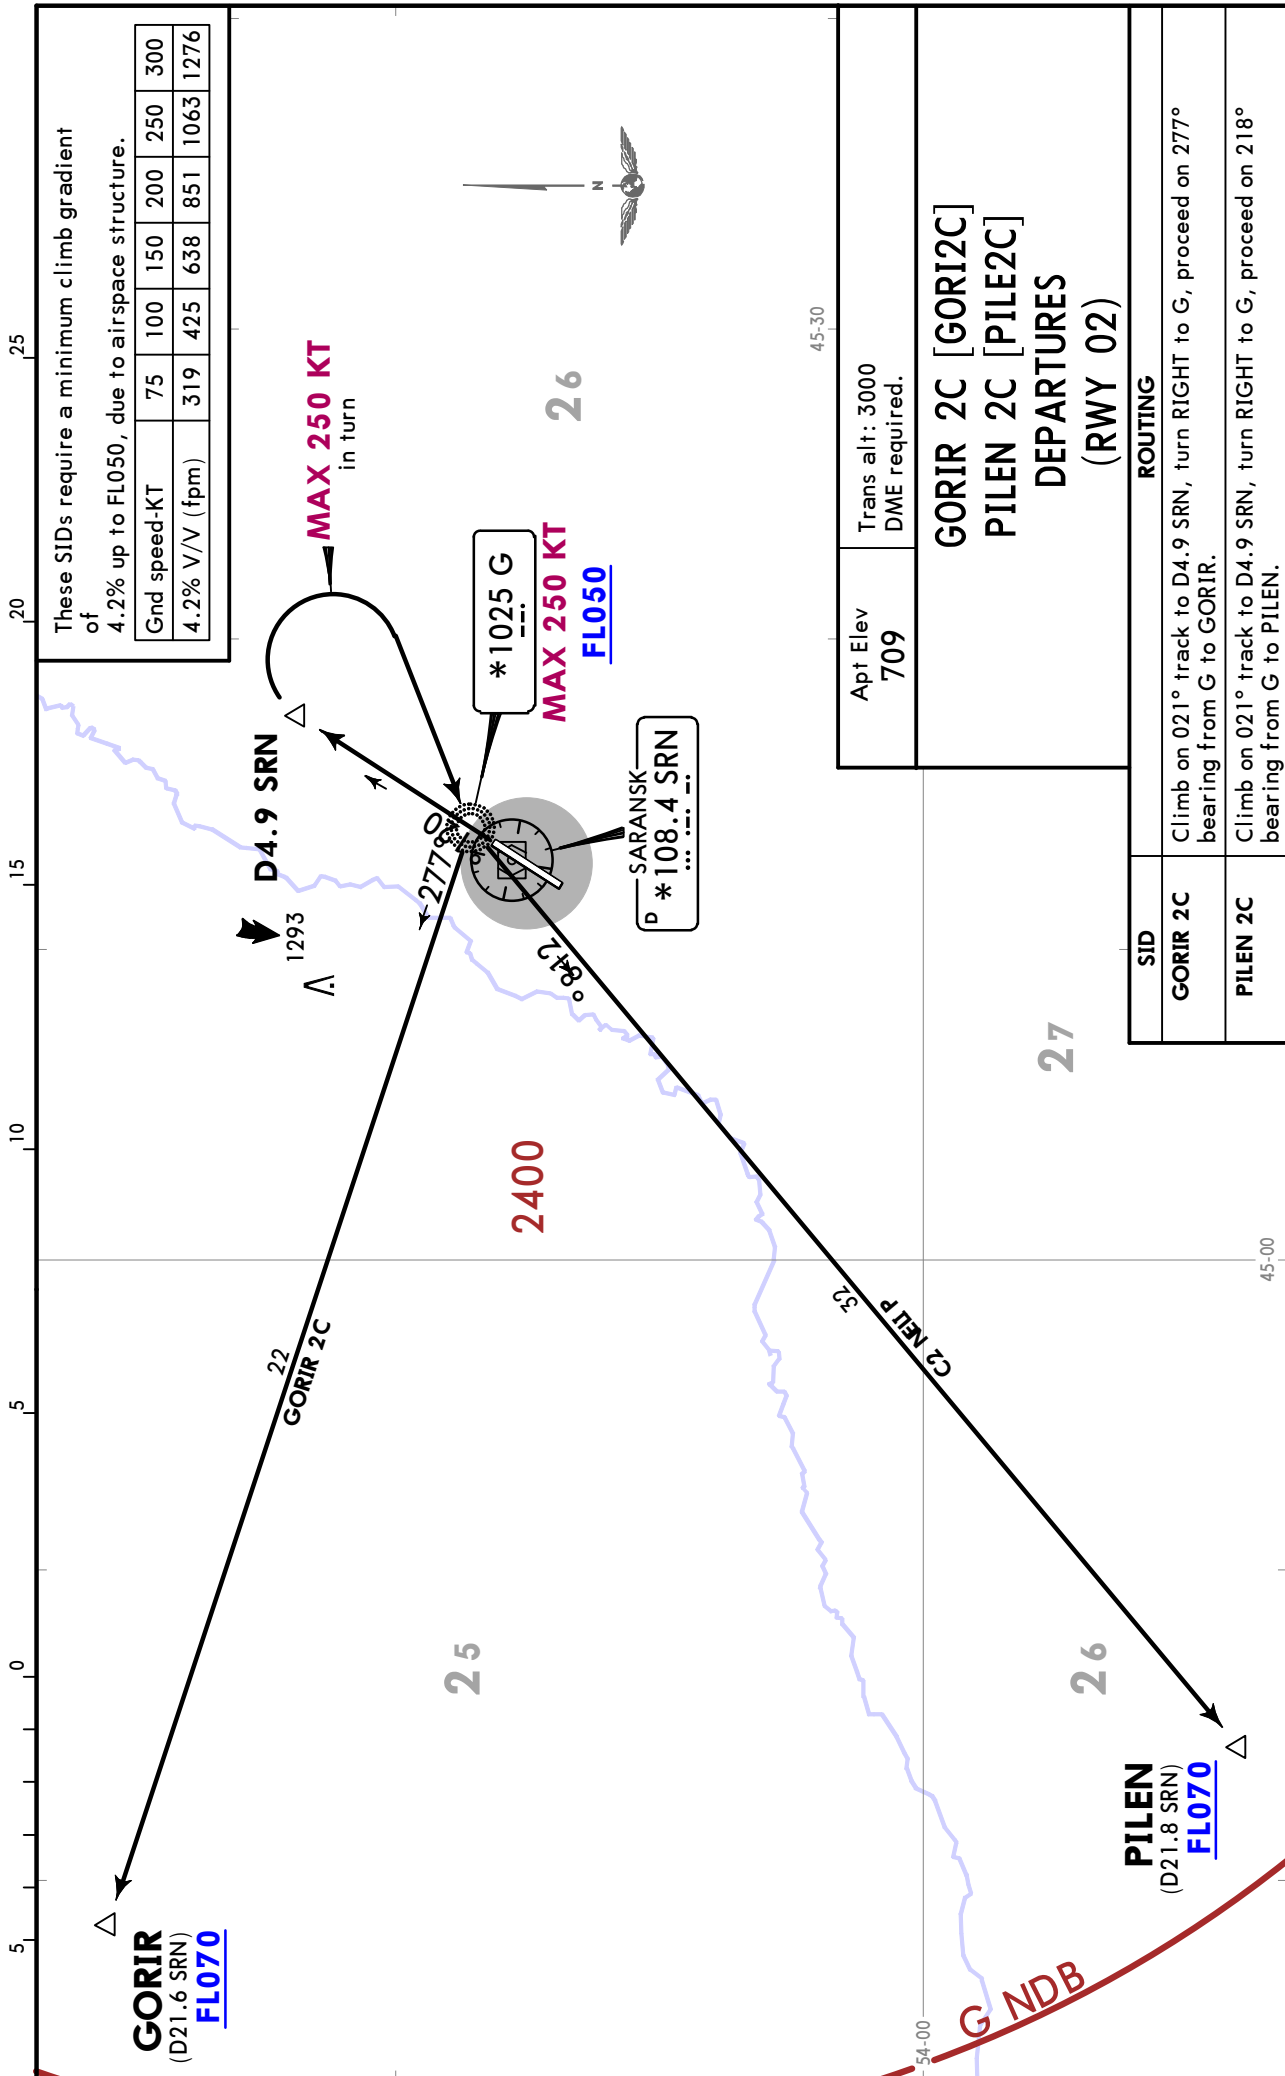 These SIDs require a minimum climb gradient
of
4.2% up to FL050, due to airspace structure.
Gnd speed-KT 75 100 150 200 250 300
4.2% V/V (fpm) 319 425 638 851 1063 1276
5 0 5 10 15 20 25
GORIR
(D21.6 SRN)
FL070
22
GORIR 2C
1293
D4.9 SRN
MAX 250 KT
in turn
277°
*1025 G
MAX 250 KT
FL050
N
D
SARANSK
*108.4 SRN
218°
25
2400
26
45-30
32
PILEN 2C
27
26
PILEN
(D21.8 SRN)
FL070
G NDB
54-00
45-00
Apt Elev
709
Trans alt: 3000
DME required.
GORIR 2C [GORI2C]
PILEN 2C [PILE2C]
DEPARTURES
(RWY 02)
SID ROUTING
GORIR 2C Climb on 021° track to D4.9 SRN, turn RIGHT to G, proceed on 277°
bearing from G to GORIR.
PILEN 2C Climb on 021° track to D4.9 SRN, turn RIGHT to G, proceed on 218°
bearing from G to PILEN.